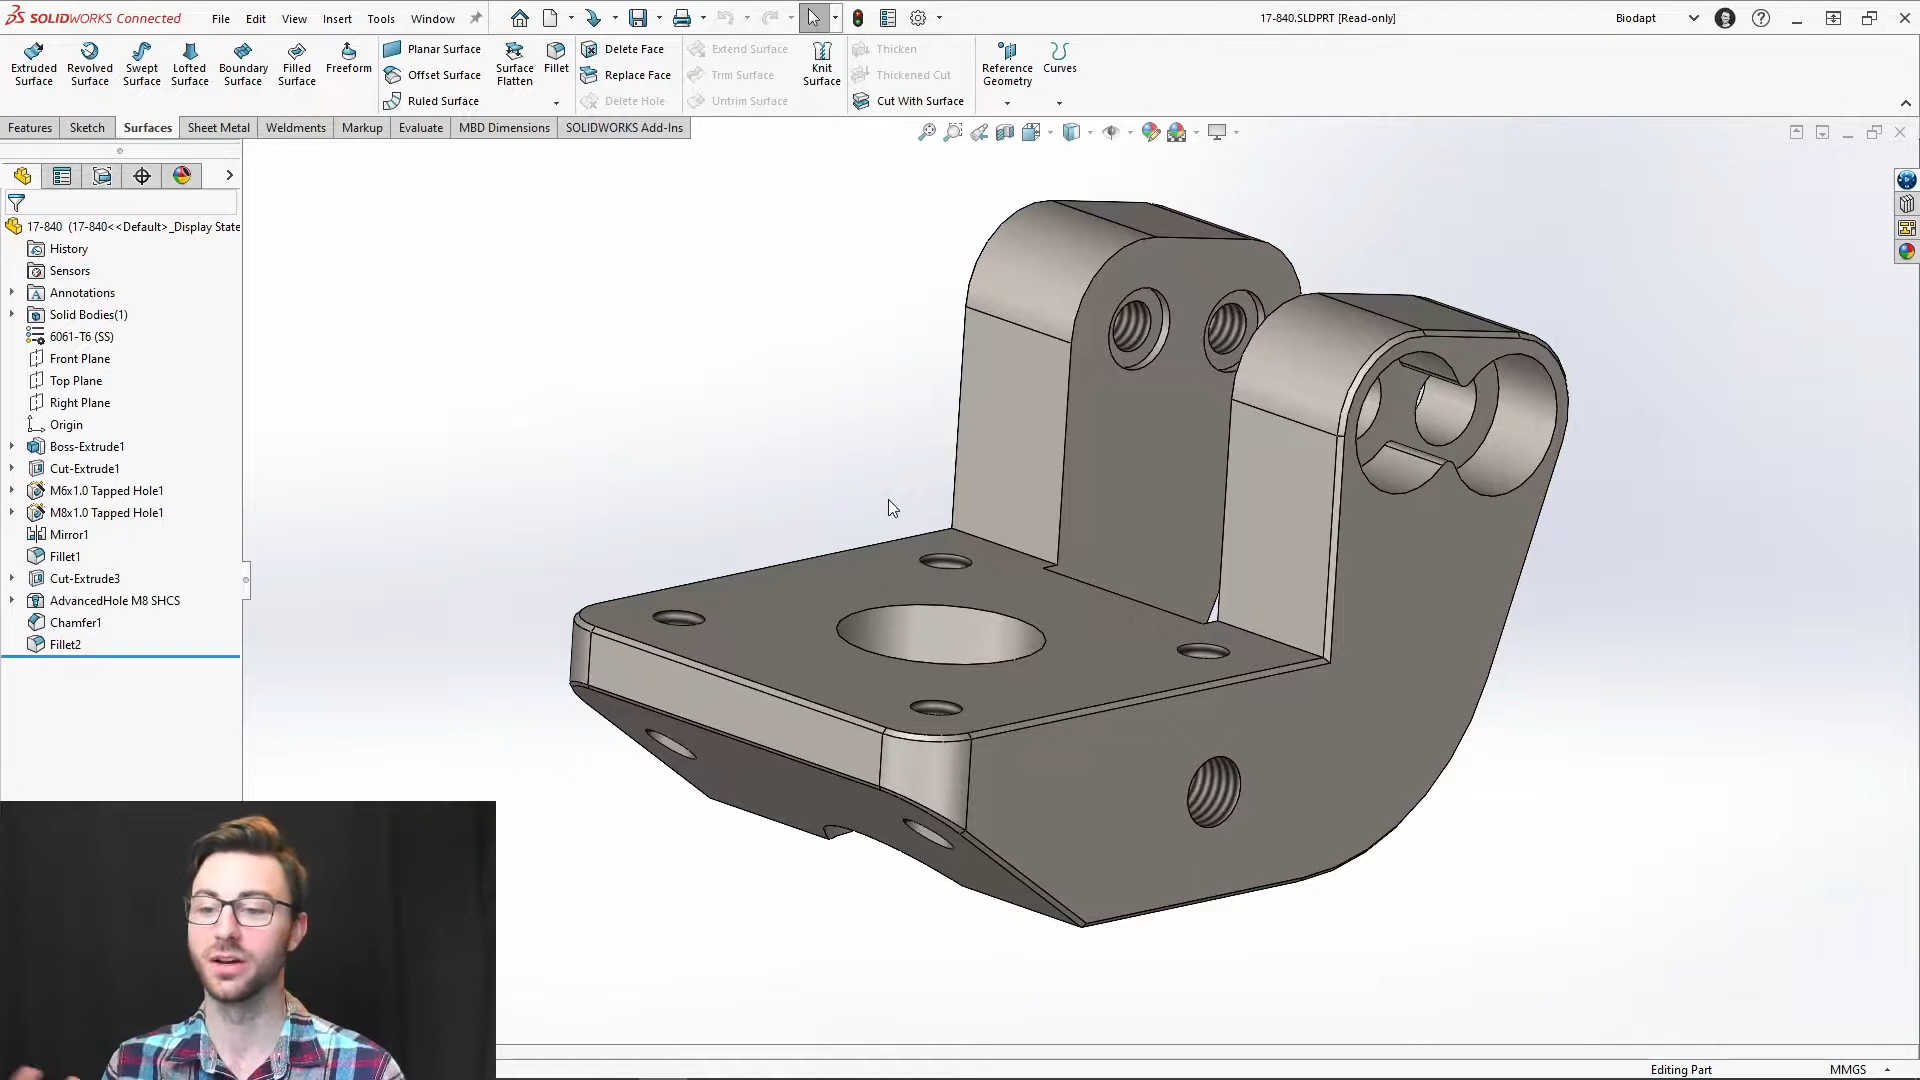 SOLIDWORKS Connected
File Edit View Insert Tools Window
17-840.SLDPRT [Read-only]
Biodapt
Extruded Surface
Revolved Surface
Swept Surface
Lofted Surface
Boundary Surface
Filled Surface
Freeform
Planar Surface
Offset Surface
Ruled Surface
Surface Flatten
Fillet
Delete Face
Replace Face
Delete Hole
Extend Surface
Trim Surface
Untrim Surface
Knit Surface
Thicken
Thickened Cut
Cut With Surface
Reference Geometry
Curves
Features Sketch Surfaces Sheet Metal Weldments Markup Evaluate MBD Dimensions SOLIDWORKS Add-Ins
17-840 (17-840<<Default>_Display State
History
Sensors
Annotations
Solid Bodies(1)
6061-T6 (SS)
Front Plane
Top Plane
Right Plane
Origin
Boss-Extrude1
Cut-Extrude1
M6x1.0 Tapped Hole1
M8x1.0 Tapped Hole1
Mirror1
Fillet1
Cut-Extrude3
AdvancedHole M8 SHCS
Chamfer1
Fillet2
Editing Part
MMGS